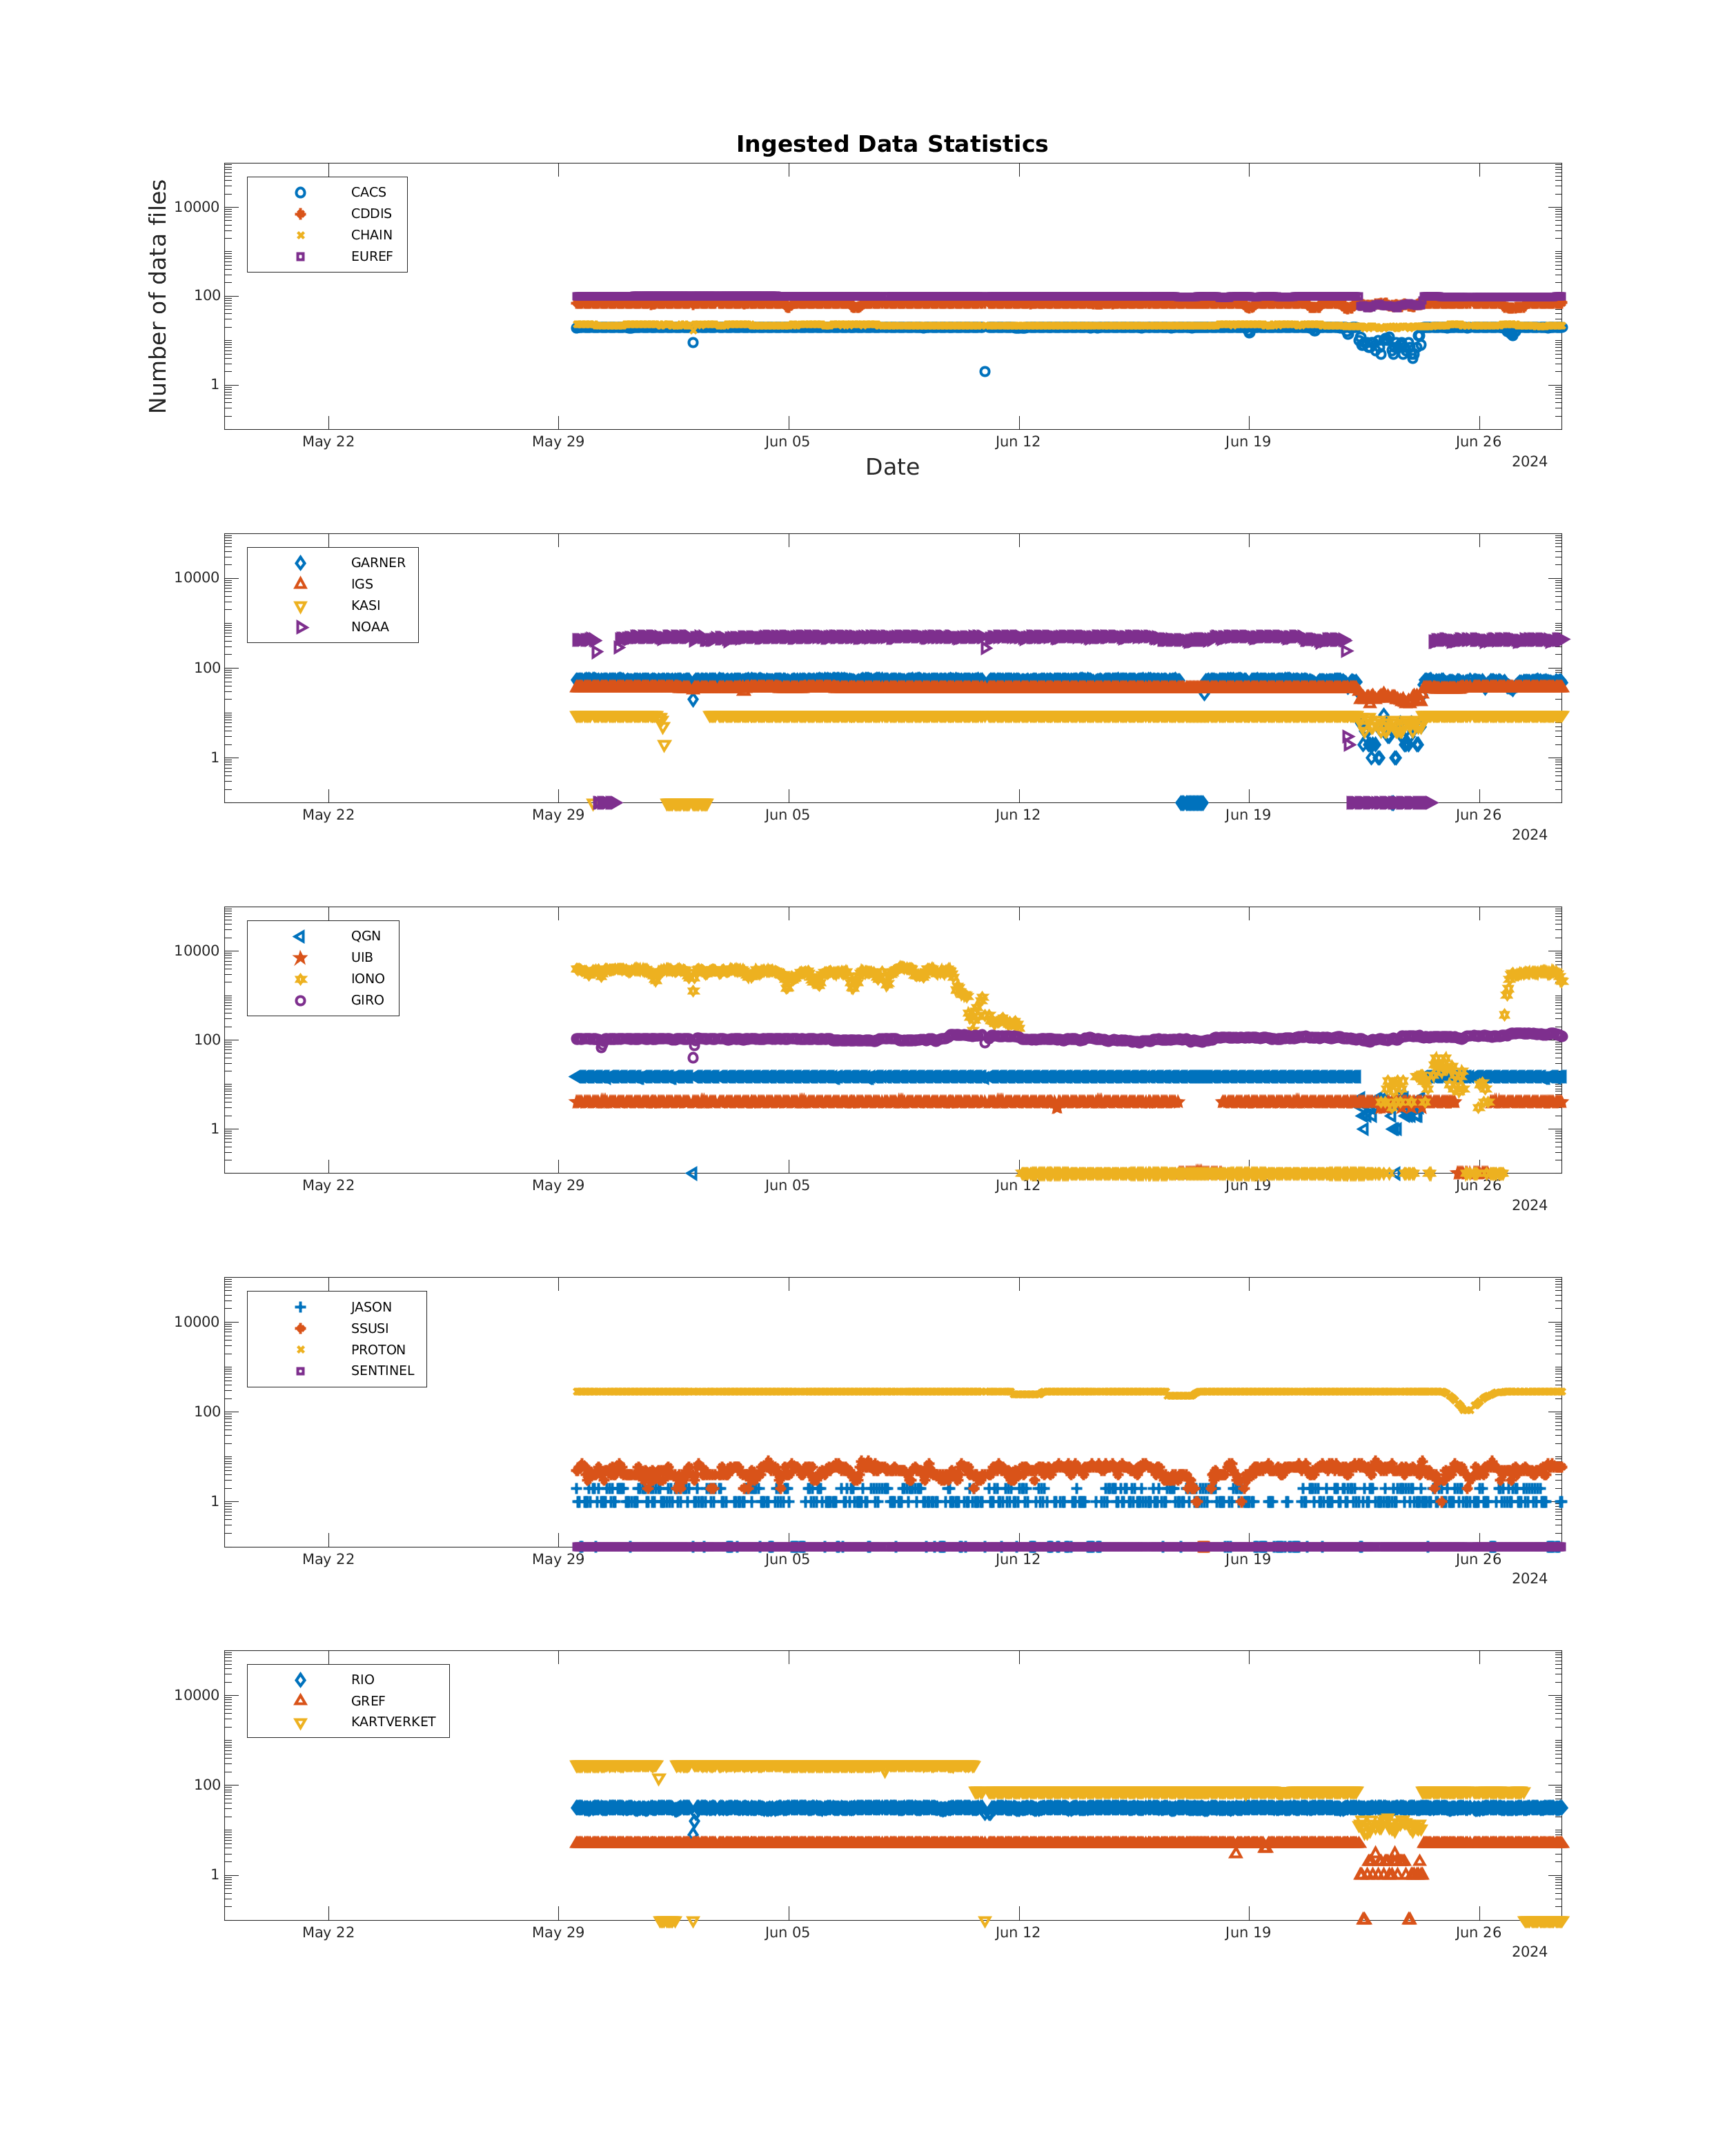 Ingested Data Statistics
Number of data files
CACS
CDDIS
CHAIN
EUREF
10000
100
1
May 22 May 29 Jun 05 Jun 12 Jun 19 Jun 26
2024
Date
GARNER
IGS
KASI
NOAA
10000
100
1
May 22 May 29 Jun 05 Jun 12 Jun 19 Jun 26
2024
QGN
UIB
IONO
GIRO
10000
100
1
May 22 May 29 Jun 05 Jun 12 Jun 19 Jun 26
2024
JASON
SSUSI
PROTON
SENTINEL
10000
100
1
May 22 May 29 Jun 05 Jun 12 Jun 19 Jun 26
2024
RIO
GREF
KARTVERKET
10000
100
1
May 22 May 29 Jun 05 Jun 12 Jun 19 Jun 26
2024